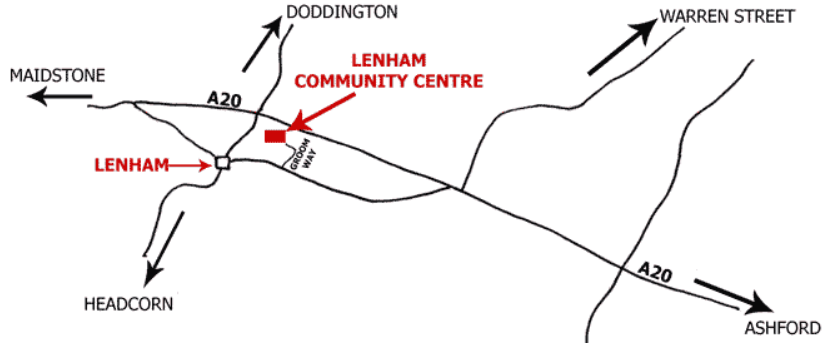 DODDINGTON
WARREN STREET
LENHAM
COMMUNITY CENTRE
MAIDSTONE
A20
GROOM
WAY
LENHAM
A20
HEADCORN
ASHFORD